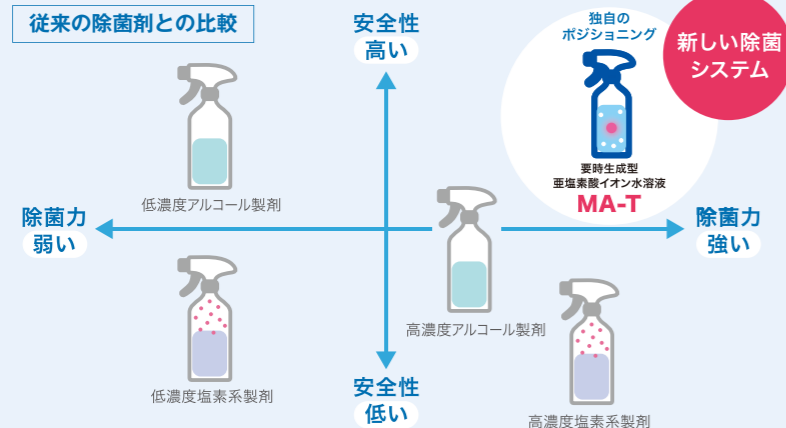 従来の除菌剤との比較
安全性
高い
独自の
ポジショニング
新しい除菌
システム
要時生成型
亜塩素酸イオン水溶液
MA-T
低濃度アルコール製剤
除菌力
弱い
除菌力
強い
高濃度アルコール製剤
低濃度塩素系製剤
安全性
低い
高濃度塩素系製剤